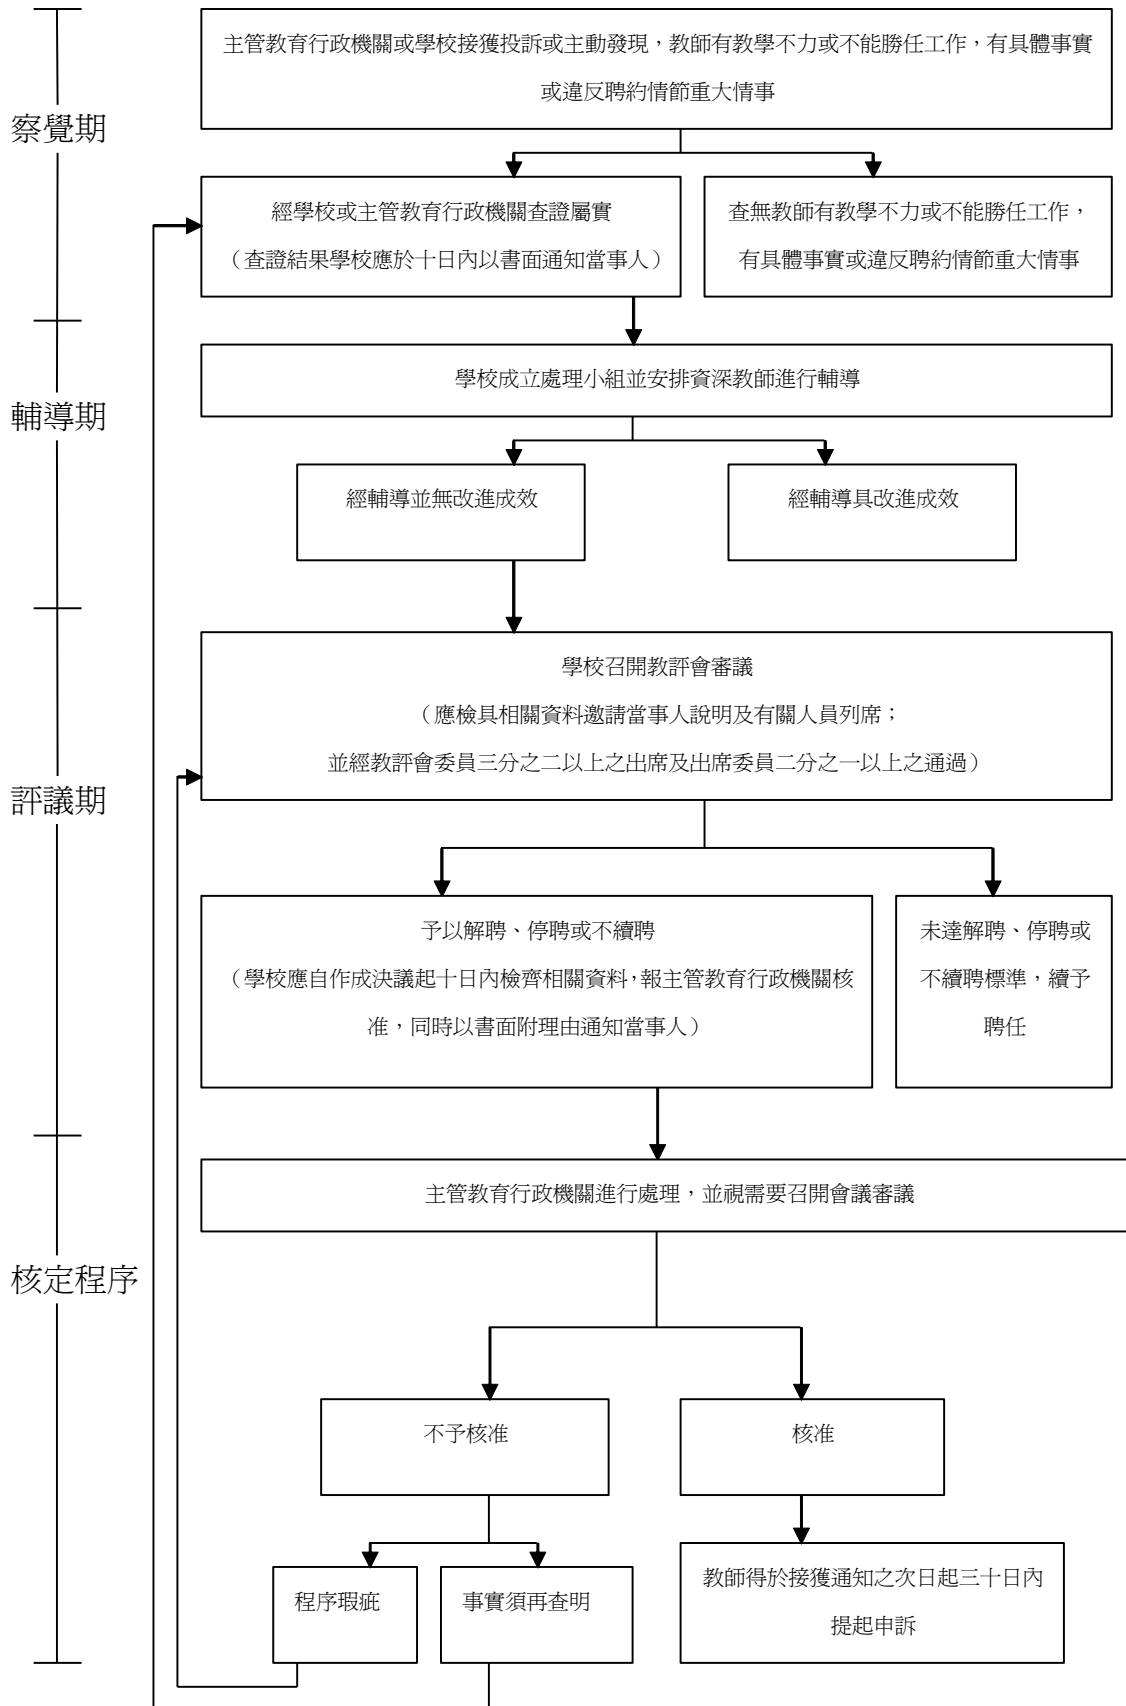 察覺期
主管教育行政機關或學校接獲投訴或主動發現，教師有教學不力或不能勝任工作，有具體事實
或違反聘約情節重大情事
經學校或主管教育行政機關查證屬實
（查證結果學校應於十日內以書面通知當事人）
查無教師有教學不力或不能勝任工作，
有具體事實或違反聘約情節重大情事
輔導期
學校成立處理小組並安排資深教師進行輔導
經輔導並無改進成效
經輔導具改進成效
評議期
學校召開教評會審議
（應檢具相關資料邀請當事人說明及有關人員列席；
並經教評會委員三分之二以上之出席及出席委員二分之一以上之通過）
予以解聘、停聘或不續聘
（學校應自作成決議起十日內檢齊相關資料，報主管教育行政機關核
准，同時以書面附理由通知當事人）
未達解聘、停聘或
不續聘標準，續予
聘任
核定程序
主管教育行政機關進行處理，並視需要召開會議審議
不予核准
核准
程序瑕疵
事實須再查明
教師得於接獲通知之次日起三十日內
提起申訴